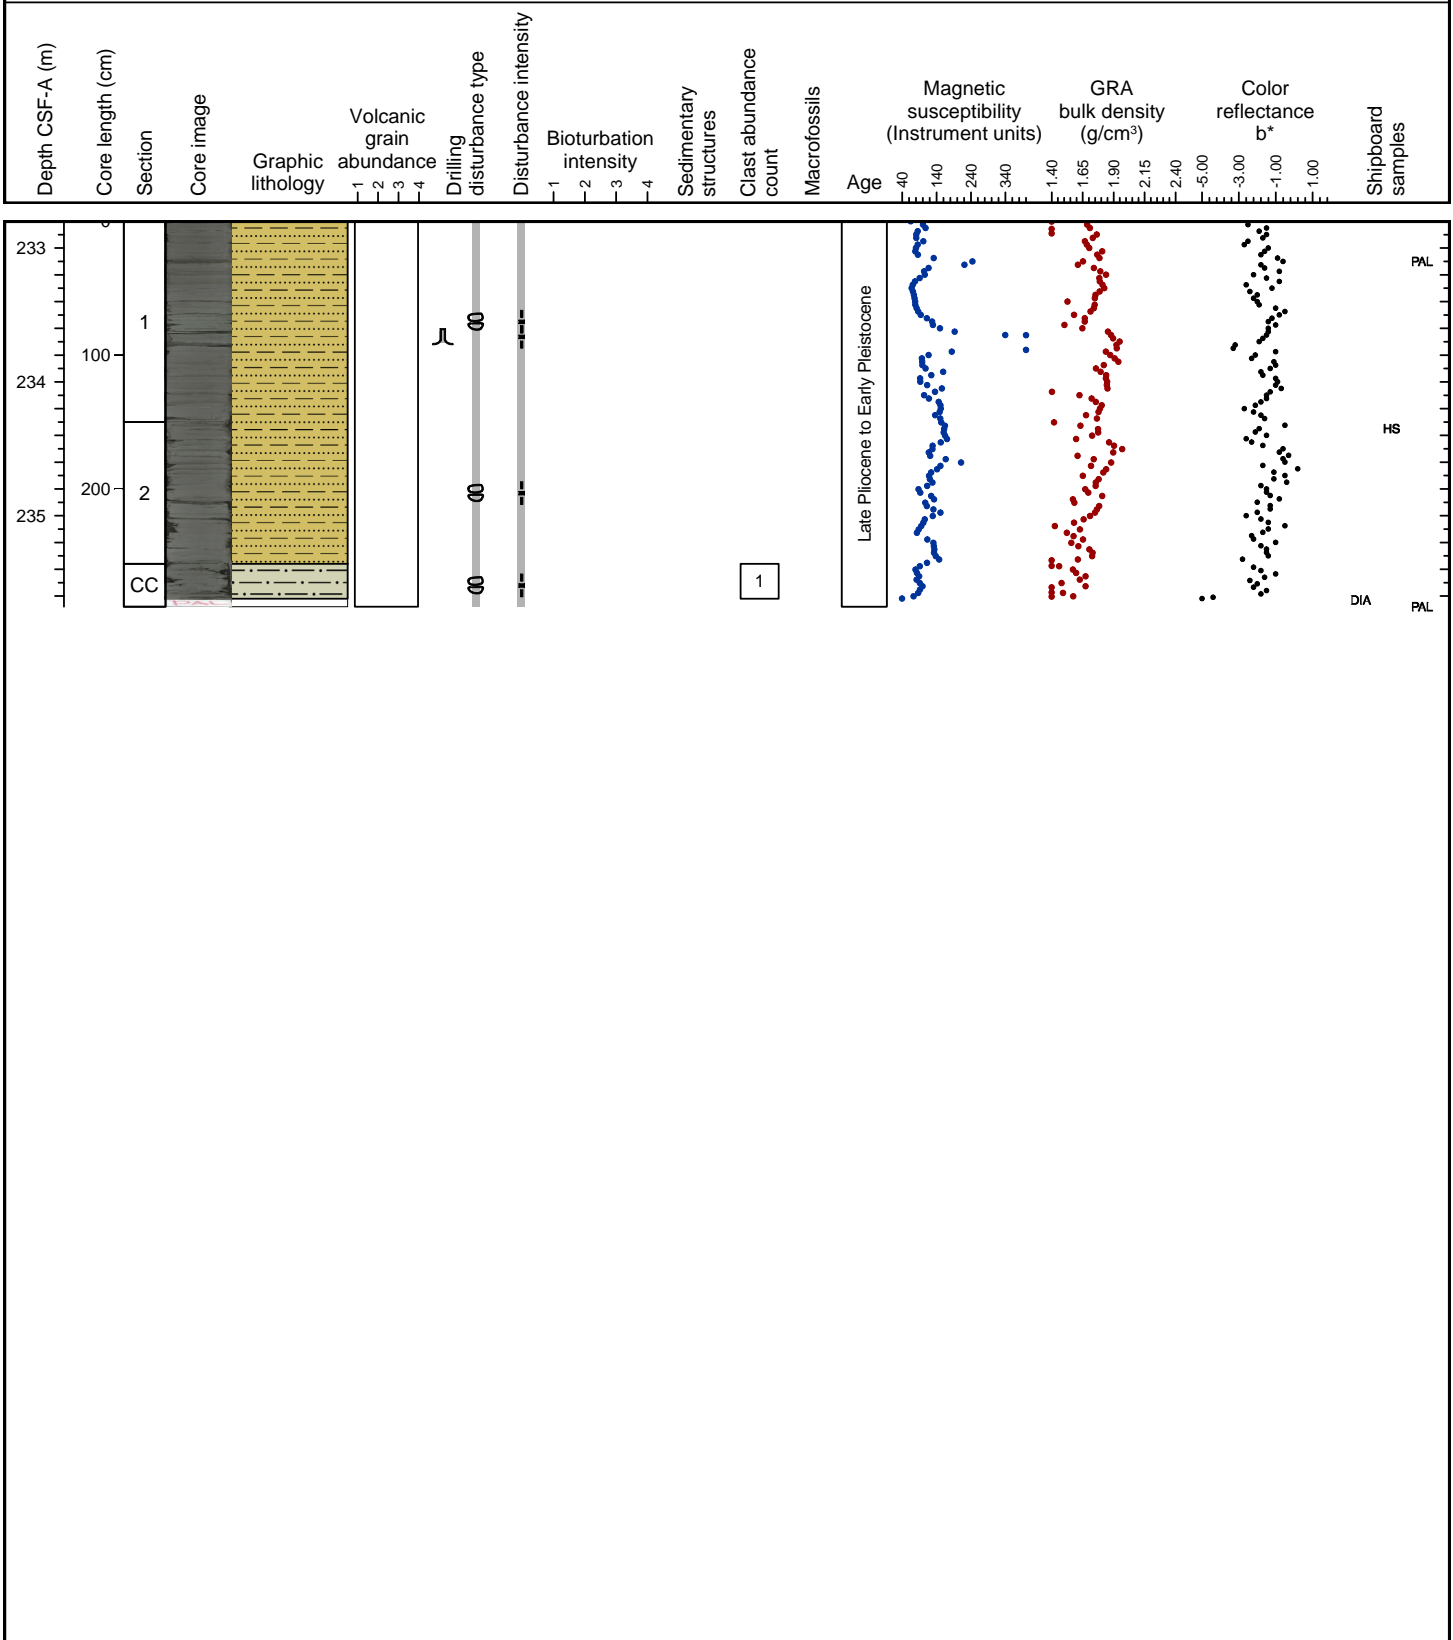 Depth CSF-A (m)
Core length (cm)
Section
Core image
Graphic
lithology
Volcanic
grain
abundance
1 2 3 4
Drilling
disturbance type
Disturbance intensity
Bioturbation
intensity
1 2 3 4
Sedimentary
structures
Clast abundance
count
Macrofossils
Age
Magnetic
susceptibility
(Instrument units)
40 140 240 340
GRA
bulk density
(g/cm³)
1.40 1.65 1.90 2.15 2.40
Color
reflectance
b*
-5.00 -3.00 -1.00 1.00
Shipboard
samples
0
233
PAL
1
100
234
HS
Late Pliocene to Early Pleistocene
200
2
235
CC
1
PAL
DIA
PAL